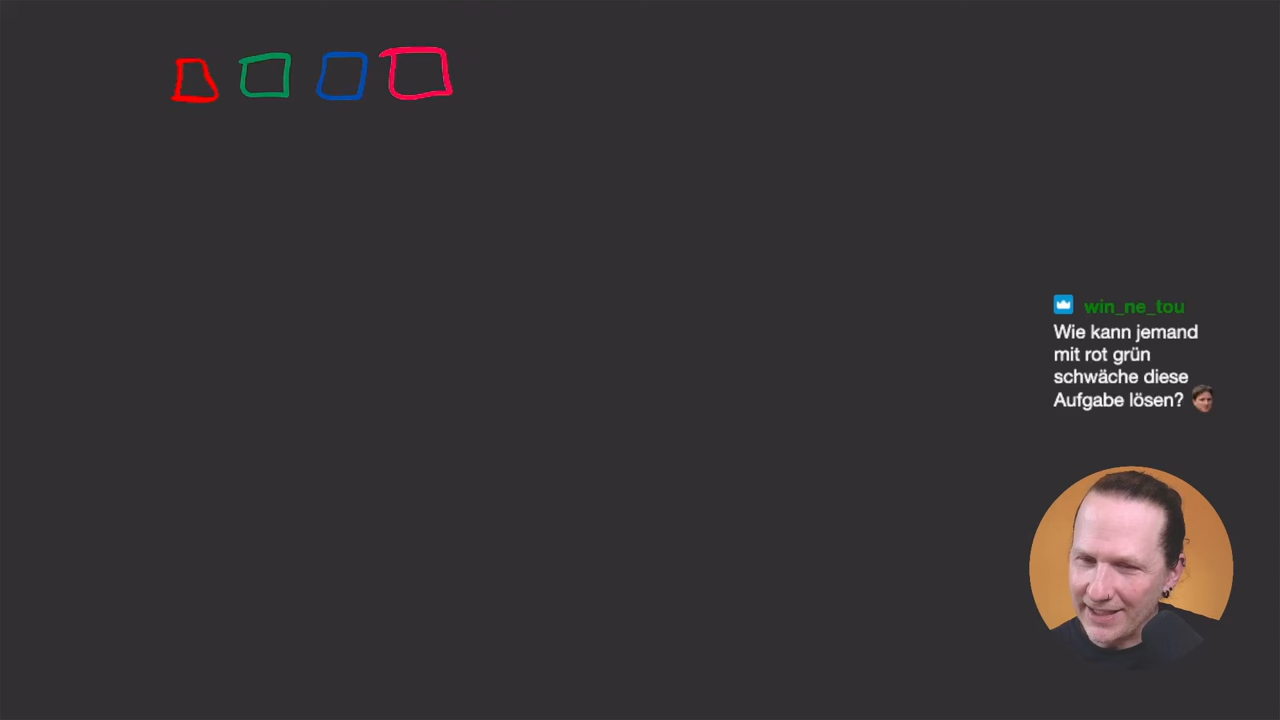 win_ne_tou
Wie kann jemand
mit rot grün
schwäche diese
Aufgabe lösen?